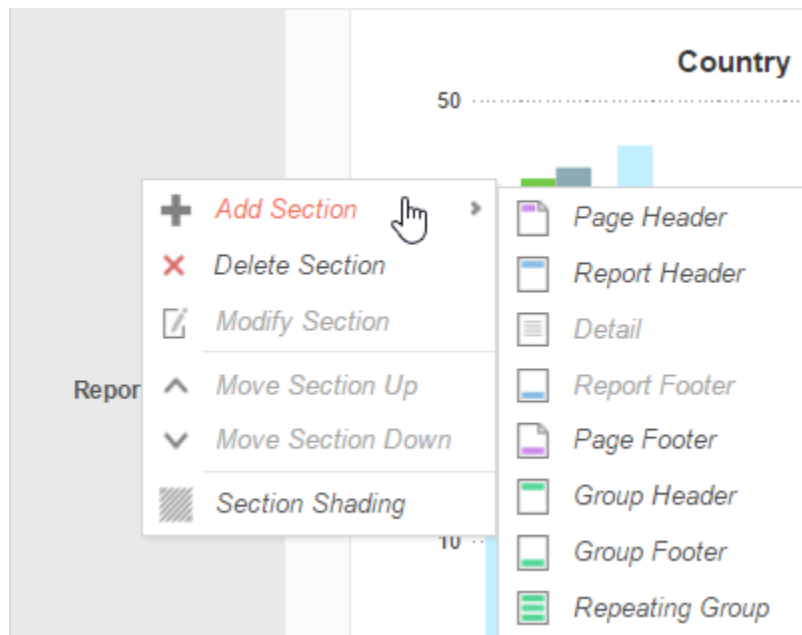 Country
50
Add Section
Delete Section
Modify Section
Move Section Up
Move Section Down
Section Shading
Page Header
Report Header
Detail
Report Footer
Page Footer
Group Header
Group Footer
Repeating Group
Repor
10